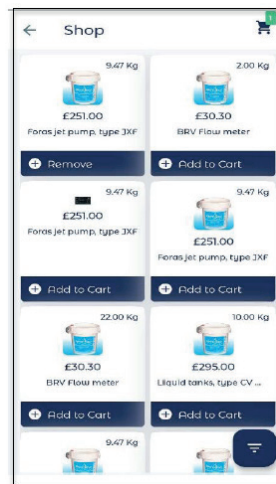 Shop
1
9.47 Kg
£251.00
Foras jet pump, type JXF
Remove
2.00 Kg
£30.30
BRV Flow meter
Add to Cart
9.47 Kg
£251.00
Foras jet pump, type JXF
Add to Cart
9.47 Kg
£251.00
Foras jet pump, type JXF
Add to Cart
22.00 Kg
£30.30
BRV Flow meter
Add to Cart
10.00 Kg
£295.00
Liquid tanks, type CV ...
Add to Cart
9.47 Kg